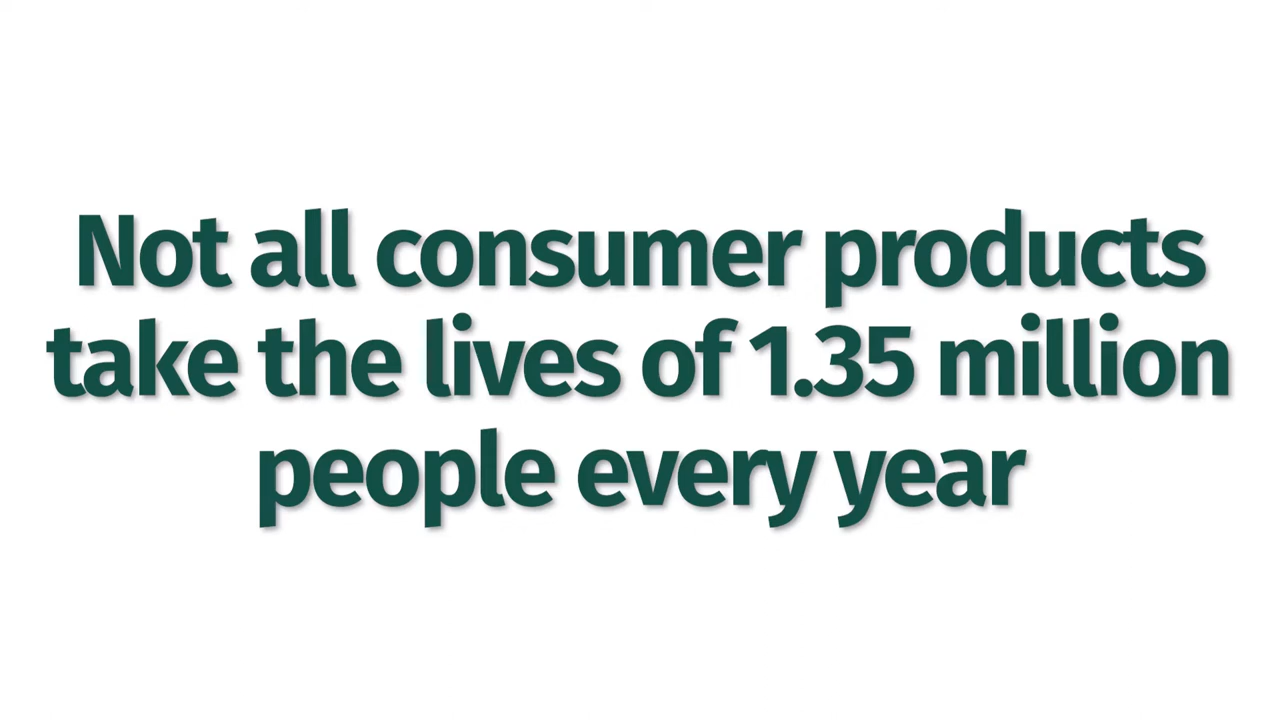 Not all consumer products
take the lives of 1.35 million
people every year